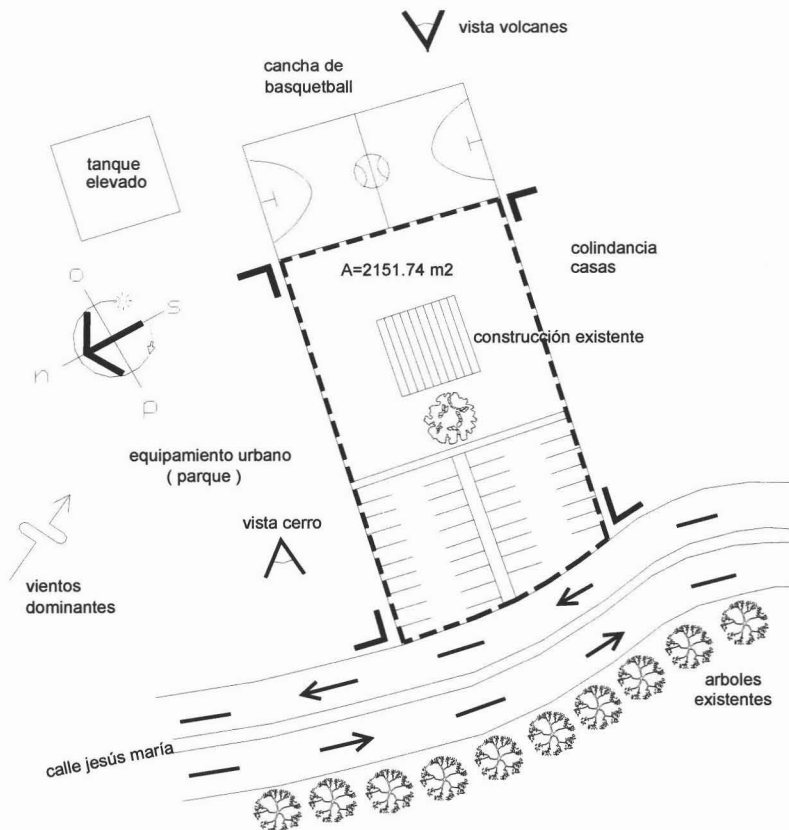 vista volcanes
cancha de
basquetball
tanque
elevado
colindancia
casas
A=2151.74 m2
o
s
n
p
construcción existente
equipamiento urbano
( parque )
vista cerro
vientos
dominantes
arboles
existentes
calle jesús maría